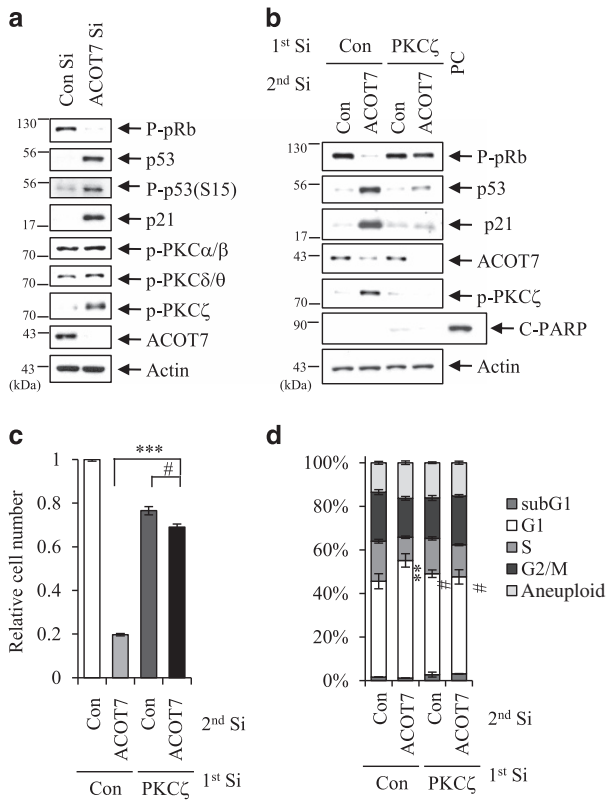 a
Con Si
ACOT7 Si
130
P-pRb
56
p53
56
P-p53(S15)
17
p21
70
p-PKCα/β
70
p-PKCδ/θ
70
p-PKCζ
43
ACOT7
43
Actin
(kDa)
b
1st Si
Con
PKCζ
PC
2nd Si
Con
ACOT7
Con
ACOT7
130
P-pRb
56
p53
17
p21
43
ACOT7
70
p-PKCζ
90
C-PARP
43
Actin
(kDa)
c
Relative cell number
1
0.8
0.6
0.4
0.2
0
***
#
Con
ACOT7
Con
ACOT7
2nd Si
Con
PKCζ
1st Si
d
100%
80%
60%
40%
20%
0%
**
#
#
subG1
G1
S
G2/M
Aneuploid
Con
ACOT7
Con
ACOT7
2nd Si
Con
PKCζ
1st Si